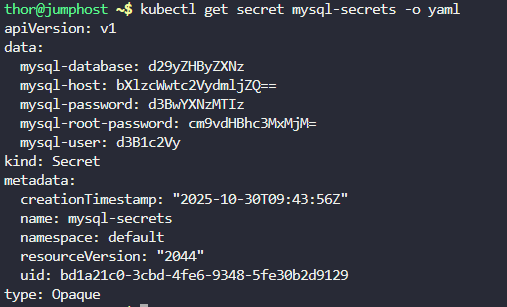 thor@jumphost ~$ kubectl get secret mysql-secrets -o yaml
apiVersion: v1
data:
  mysql-database: d29yZHByZXNz
  mysql-host: bXlzcWwtc2VydmljZQ==
  mysql-password: d3BwYXNzMTIz
  mysql-root-password: cm9vdHBhc3MxMjM=
  mysql-user: d3B1c2Vy
kind: Secret
metadata:
  creationTimestamp: "2025-10-30T09:43:56Z"
  name: mysql-secrets
  namespace: default
  resourceVersion: "2044"
  uid: bd1a21c0-3cbd-4fe6-9348-5fe30b2d9129
type: Opaque